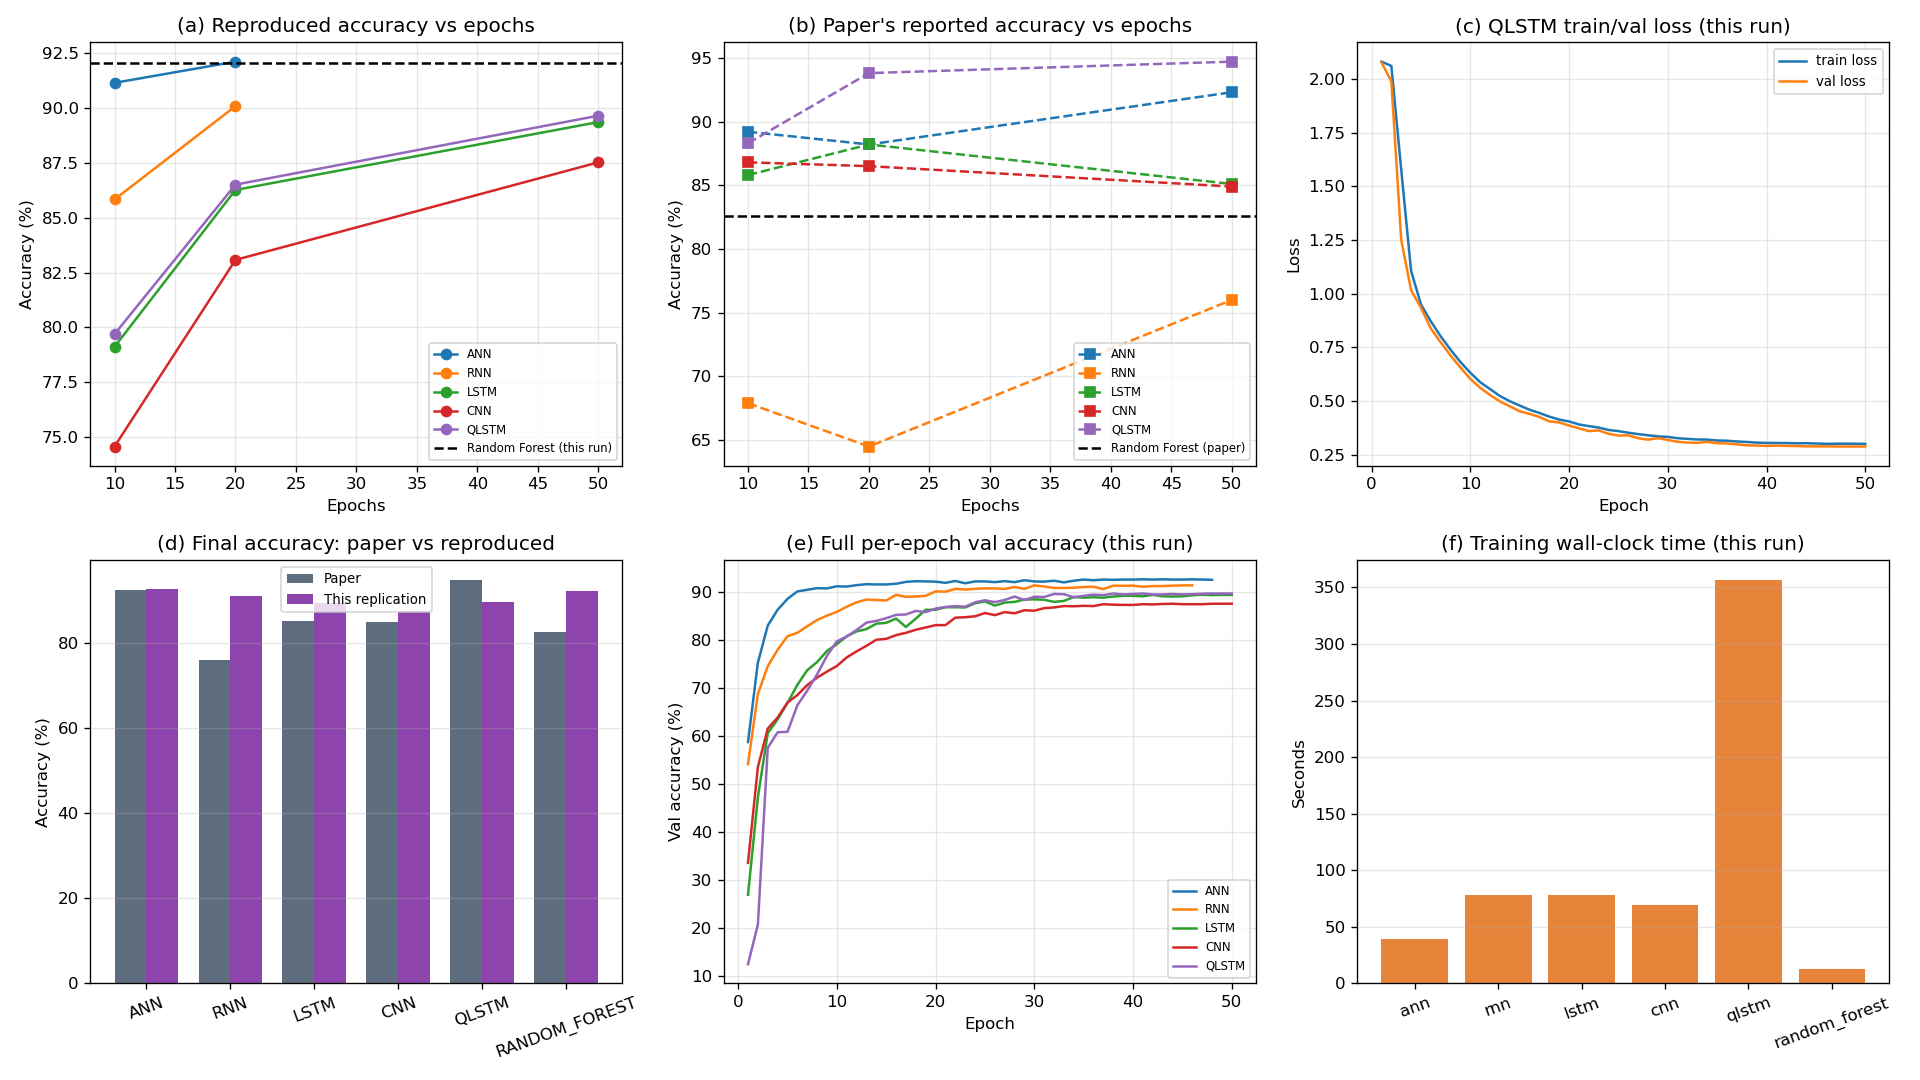 (a) Reproduced accuracy vs epochs
92.5
90.0
87.5
85.0
82.5
80.0
77.5
75.0
Accuracy (%)
10 15 20 25 30 35 40 45 50
Epochs
ANN
RNN
LSTM
CNN
QLSTM
Random Forest (this run)
(b) Paper's reported accuracy vs epochs
95
90
85
80
75
70
65
Accuracy (%)
10 15 20 25 30 35 40 45 50
Epochs
ANN
RNN
LSTM
CNN
QLSTM
Random Forest (paper)
(c) QLSTM train/val loss (this run)
2.00
1.75
1.50
1.25
1.00
0.75
0.50
0.25
Loss
0 10 20 30 40 50
Epoch
train loss
val loss
(d) Final accuracy: paper vs reproduced
80
60
40
20
0
Accuracy (%)
Paper
This replication
ANN RNN LSTM CNN QLSTM RANDOM_FOREST
(e) Full per-epoch val accuracy (this run)
90
80
70
60
50
40
30
20
10
Val accuracy (%)
0 10 20 30 40 50
Epoch
ANN
RNN
LSTM
CNN
QLSTM
(f) Training wall-clock time (this run)
350
300
250
200
150
100
50
0
Seconds
ann rnn lstm cnn qlstm random_forest